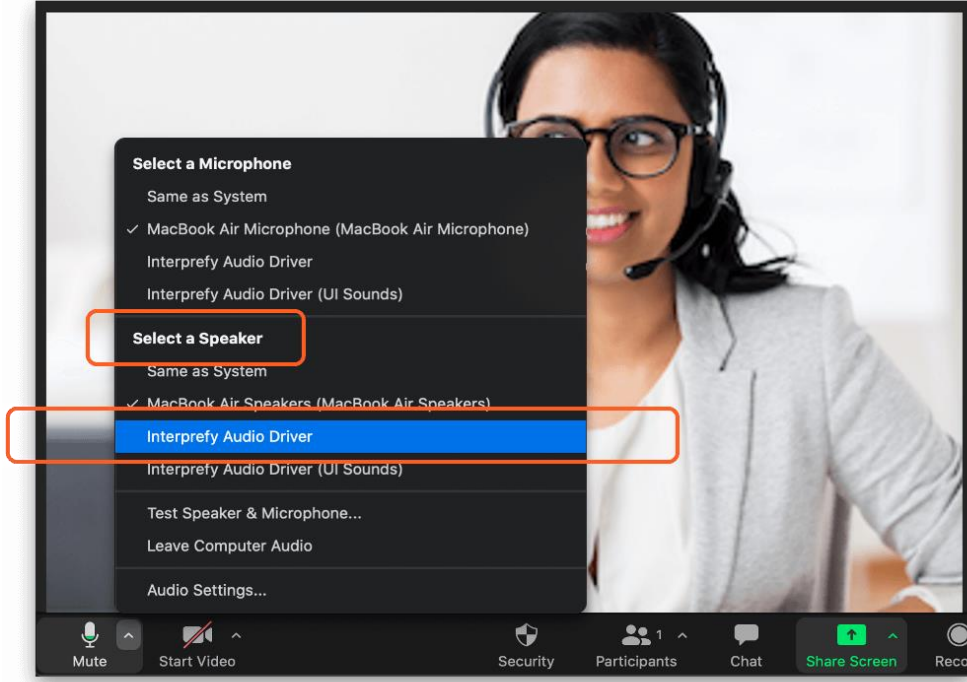 Select a Microphone
Same as System
✓ MacBook Air Microphone (MacBook Air Microphone)
Interprefy Audio Driver
Interprefy Audio Driver (UI Sounds)
Select a Speaker
Same as System
✓ MacBook Air Speakers (MacBook Air Speakers)
Interprefy Audio Driver
Interprefy Audio Driver (UI Sounds)
Test Speaker & Microphone...
Leave Computer Audio
Audio Settings...
1
Mute Start Video Security Participants Chat Share Screen Reco